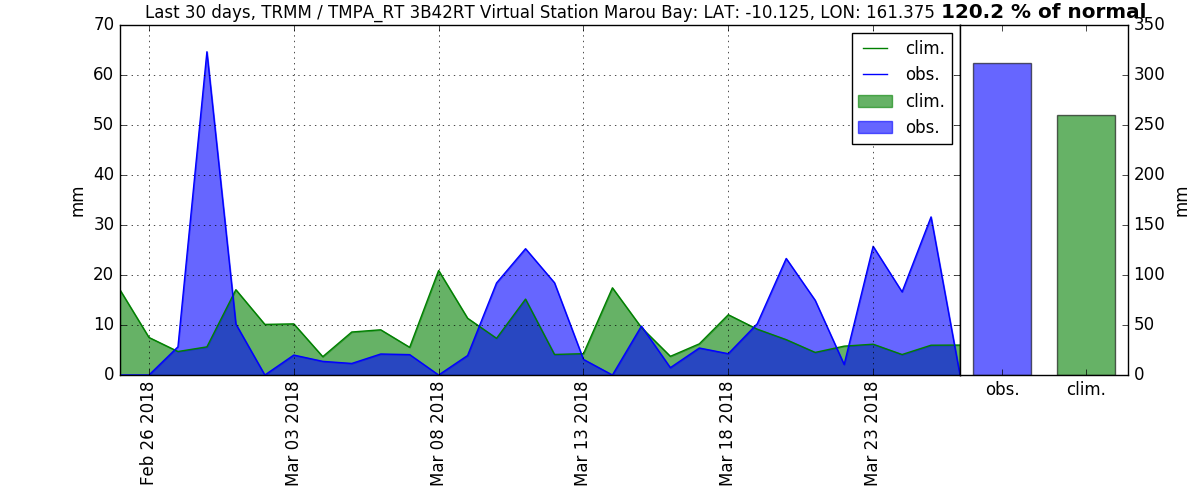 Last 30 days, TRMM / TMPA_RT 3B42RT Virtual Station Marou Bay: LAT: -10.125, LON: 161.375 120.2 % of normal
mm
70
60
50
40
30
20
10
0
clim.
obs.
clim.
obs.
Feb 26 2018
Mar 03 2018
Mar 08 2018
Mar 13 2018
Mar 18 2018
Mar 23 2018
350
300
250
200
150
100
50
0
mm
obs.
clim.